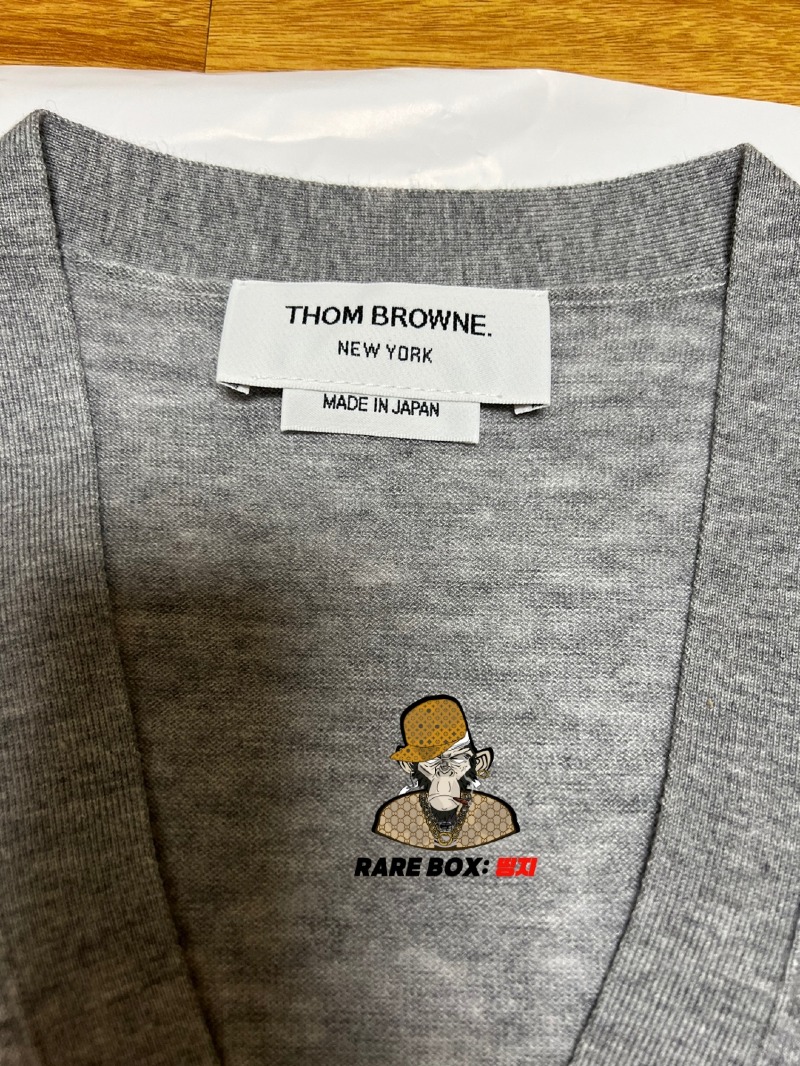 THOM BROWNE.
NEW YORK
MADE IN JAPAN
RARE BOX: 범지